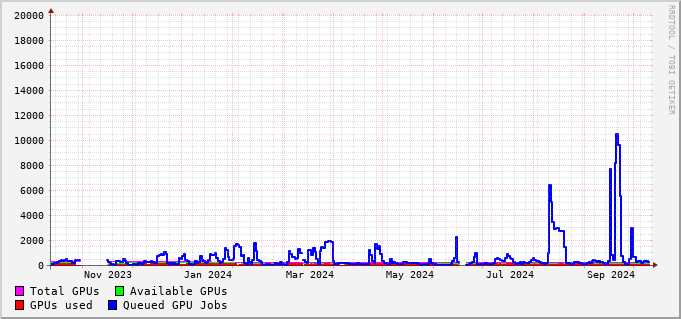 20000
18000
16000
14000
12000
10000
8000
6000
4000
2000
0
Nov 2023 Jan 2024 Mar 2024 May 2024 Jul 2024 Sep 2024
Total GPUs Available GPUs
GPUs used Queued GPU Jobs
RRDTOOL / TOBI OETIKER